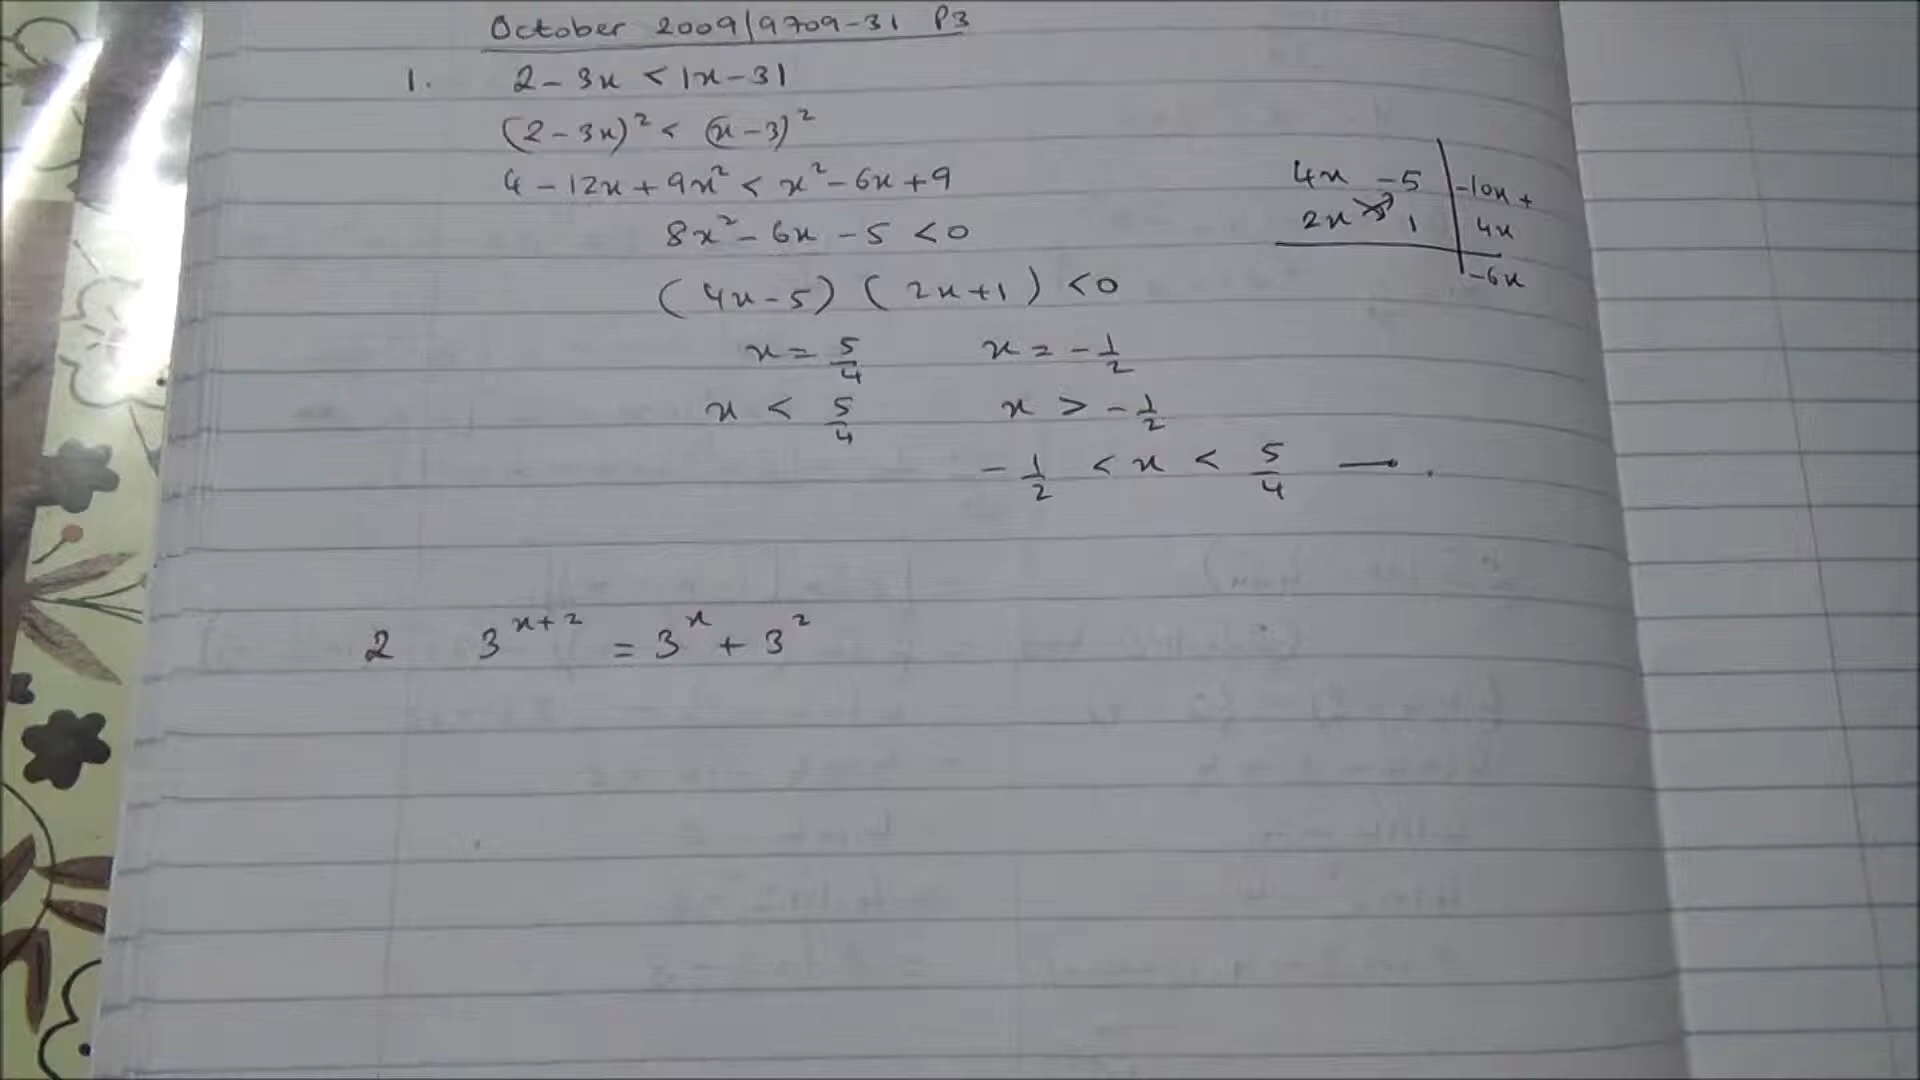 October 2009/9709-31 P3
1. 2-3x < |x-3|
(2-3x)² < (x-3)²
4-12x+9x² < x²-6x+9
8x²-6x-5 <0
(4x-5) (2x+1) <0
x = 5/4 x = -1/2
x < 5/4 x > -1/2
-1/2 < x < 5/4
4x -5 -10x +
2x 1 4x
-6x
2 3^(x+2) = 3^x + 3²